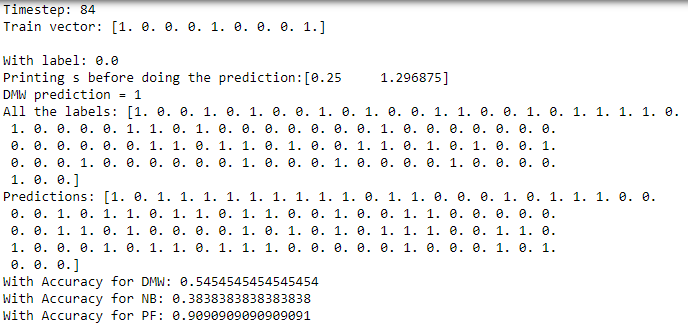 Timestep: 84
Train vector: [1. 0. 0. 0. 1. 0. 0. 0. 1.]
With label: 0.0
Printing s before doing the prediction:[0.25     1.296875]
DMW prediction = 1
All the labels: [1. 0. 0. 1. 0. 1. 0. 0. 1. 0. 1. 0. 0. 1. 1. 0. 0. 1. 0. 1. 1. 1. 1. 0.
1. 0. 0. 0. 0. 1. 1. 0. 1. 0. 0. 0. 0. 0. 0. 0. 1. 0. 0. 0. 0. 0. 0. 0.
0. 0. 0. 0. 0. 0. 1. 1. 0. 1. 1. 0. 1. 0. 0. 1. 1. 0. 1. 0. 1. 0. 0. 1.
0. 0. 0. 1. 0. 0. 0. 0. 0. 0. 1. 0. 0. 0. 1. 0. 0. 0. 0. 1. 0. 0. 0. 0.
1. 0. 0.]
Predictions: [1. 0. 1. 1. 1. 1. 1. 1. 1. 1. 1. 0. 1. 1. 0. 0. 0. 1. 0. 1. 1. 1. 0. 0.
0. 0. 1. 0. 1. 1. 0. 1. 1. 0. 1. 1. 0. 0. 1. 0. 0. 1. 1. 0. 0. 0. 0. 0.
0. 0. 1. 1. 0. 1. 0. 0. 0. 0. 1. 0. 1. 0. 1. 0. 1. 1. 1. 0. 0. 1. 1. 0.
1. 0. 0. 0. 1. 0. 1. 1. 0. 1. 1. 1. 0. 0. 0. 0. 0. 1. 0. 0. 0. 1. 0. 1.
0. 0. 0.]
With Accuracy for DMW: 0.5454545454545454
With Accuracy for NB: 0.3838383838383838
With Accuracy for PF: 0.9090909090909091